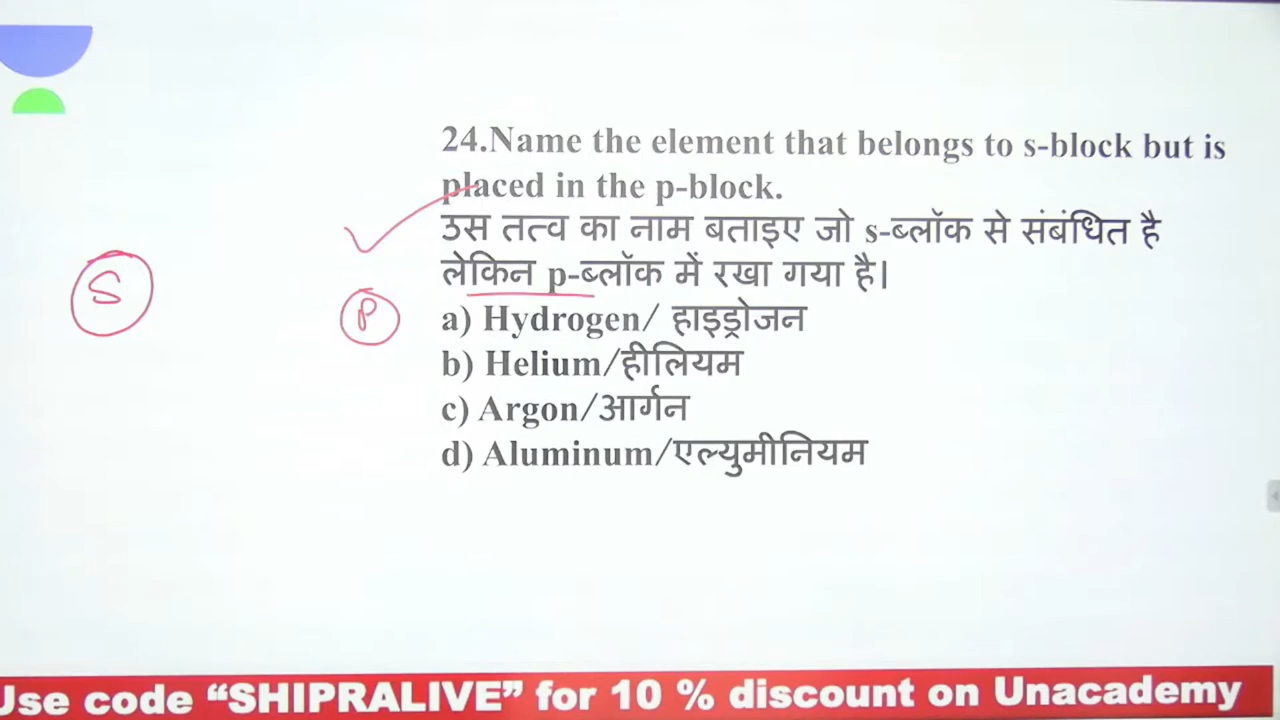 24.Name the element that belongs to s-block but is
placed in the p-block.
उस तत्व का नाम बताइए जो s-ब्लॉक से संबंधित है
लेकिन p-ब्लॉक में रखा गया है।
S
P
a) Hydrogen/ हाइड्रोजन
b) Helium/हीलियम
c) Argon/आर्गन
d) Aluminum/एल्युमीनियम
Use code “SHIPRALIVE” for 10 % discount on Unacademy